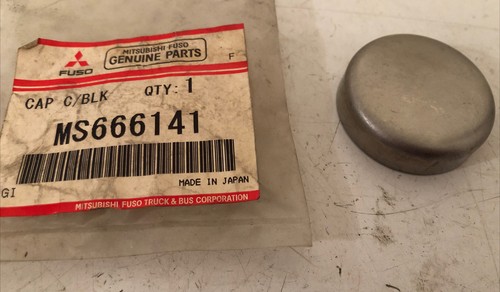 MITSUBISHI FUSO
GENUINE PARTS
FUSO
F
CAP C/BLK QTY: 1
MS666141
GI
MADE IN JAPAN
MITSUBISHI FUSO TRUCK & BUS CORPORATION